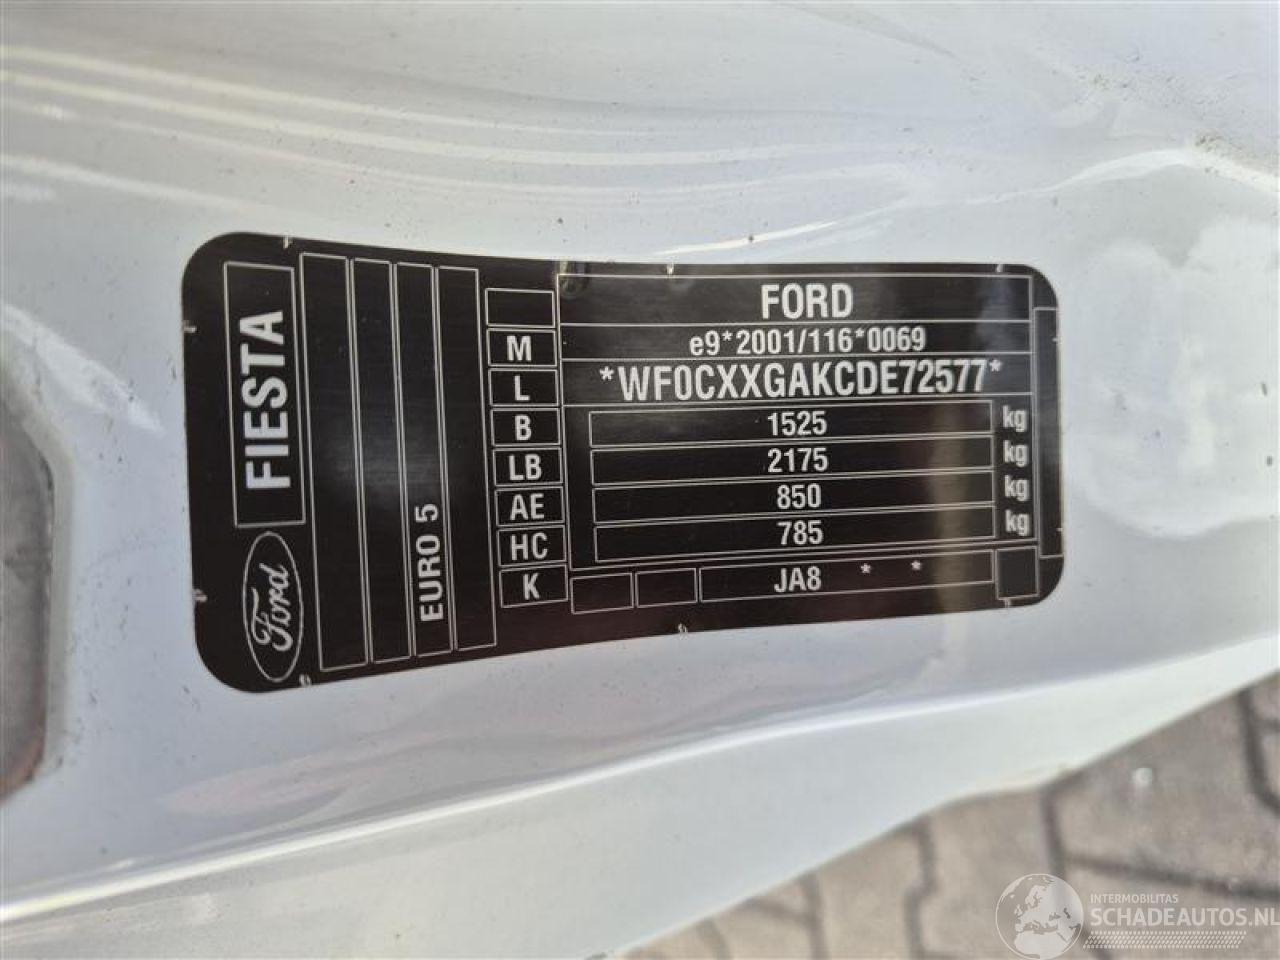 FORD
e9*2001/116*0069
*WF0CXXGAKCDE72577*
1525 kg
2175 kg
850 kg
785 kg
JA8 * *
M
L
B
LB
AE
HC
K
EURO 5
FIESTA
Ford
INTERMOBILITAS
SCHADEAUTOS.NL